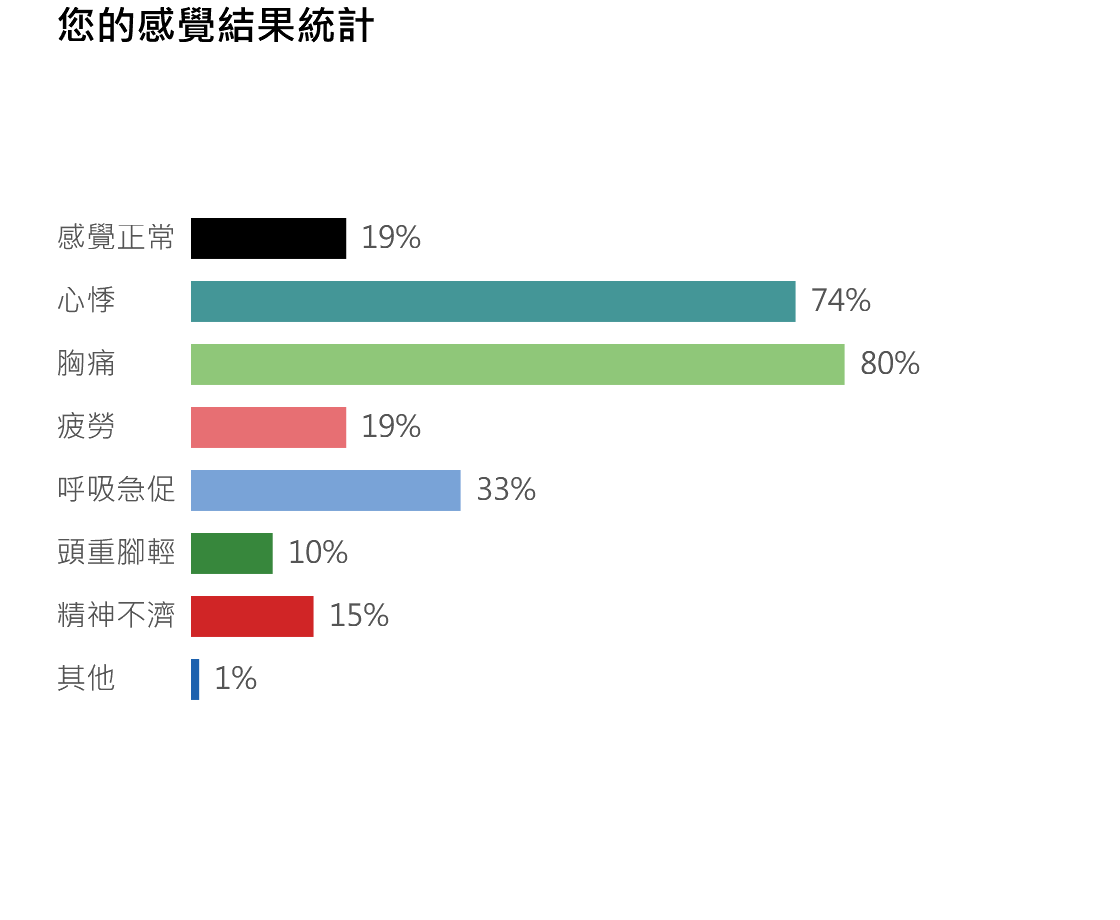 您的感覺結果統計
感覺正常 19%
心悸 74%
胸痛 80%
疲勞 19%
呼吸急促 33%
頭重腳輕 10%
精神不濟 15%
其他 1%